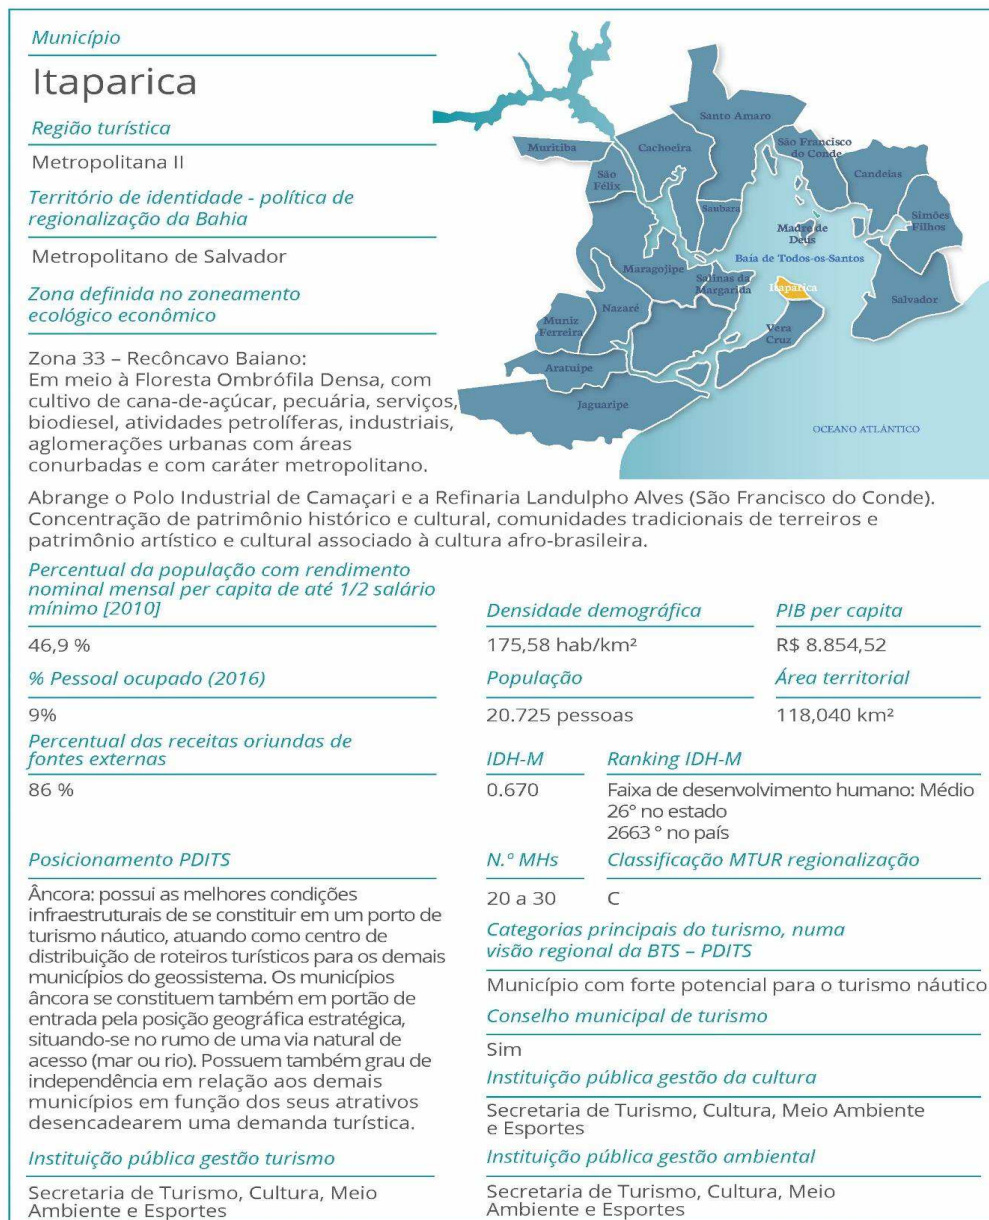 Município
Itaparica
Região turística
Metropolitana II
Território de identidade - política de
regionalização da Bahia
Metropolitano de Salvador
Zona definida no zoneamento
ecológico econômico
Zona 33 – Recôncavo Baiano:
Em meio à Floresta Ombrófila Densa, com
cultivo de cana-de-açúcar, pecuária, serviços,
biodiesel, atividades petrolíferas, industriais,
aglomerações urbanas com áreas
conurbadas e com caráter metropolitano.
Santo Amaro
Muritiba
Cachoeira
São Francisco
do Conde
Candeias
São
Félix
Saubara
Simões
Filhos
Madre de
Deus
Baía de Todos-os-Santos
Maragojipe
Salinas da
Margarida
Itaparica
Salvador
Nazaré
Muniz
Ferreira
Vera
Cruz
Aratuipe
Jaguaripe
OCEANO ATLÁNTICO
Abrange o Polo Industrial de Camaçari e a Refinaria Landulpho Alves (São Francisco do Conde).
Concentração de patrimônio histórico e cultural, comunidades tradicionais de terreiros e
patrimônio artístico e cultural associado à cultura afro-brasileira.
Percentual da população com rendimento
nominal mensal per capita de até 1/2 salário
mínimo [2010]
46,9 %
Densidade demográfica
175,58 hab/km²
PIB per capita
R$ 8.854,52
% Pessoal ocupado (2016)
9%
População
20.725 pessoas
Área territorial
118,040 km²
Percentual das receitas oriundas de
fontes externas
86 %
IDH-M
0.670
Ranking IDH-M
Faixa de desenvolvimento humano: Médio
26° no estado
2663 ° no país
Posicionamento PDITS
Âncora: possui as melhores condições
infraestruturais de se constituir em um porto de
turismo náutico, atuando como centro de
distribuição de roteiros turísticos para os demais
municípios do geossistema. Os municípios
âncora se constituem também em portão de
entrada pela posição geográfica estratégica,
situando-se no rumo de uma via natural de
acesso (mar ou rio). Possuem também grau de
independência em relação aos demais
municípios em função dos seus atrativos
desencadearem uma demanda turística.
N.º MHs
20 a 30
Classificação MTUR regionalização
C
Categorias principais do turismo, numa
visão regional da BTS – PDITS
Município com forte potencial para o turismo náutico
Conselho municipal de turismo
Sim
Instituição pública gestão da cultura
Secretaria de Turismo, Cultura, Meio Ambiente
e Esportes
Instituição pública gestão turismo
Secretaria de Turismo, Cultura, Meio
Ambiente e Esportes
Instituição pública gestão ambiental
Secretaria de Turismo, Cultura, Meio
Ambiente e Esportes